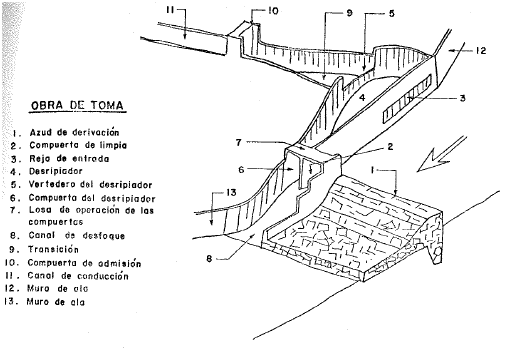 11
10
9
5
12
4
3
7
2
6
1
13
8
OBRA DE TOMA
1. Azud de derivación
2. Compuerta de limpia
3. Reja de entrada
4. Desripiador
5. Vertedero del desripiador
6. Compuerta del desripiador
7. Losa de operación de las
compuertas
8. Canal de desfoque
9. Transición
10. Compuerta de admisión
11. Canal de conducción
12. Muro de ala
13. Muro de ala